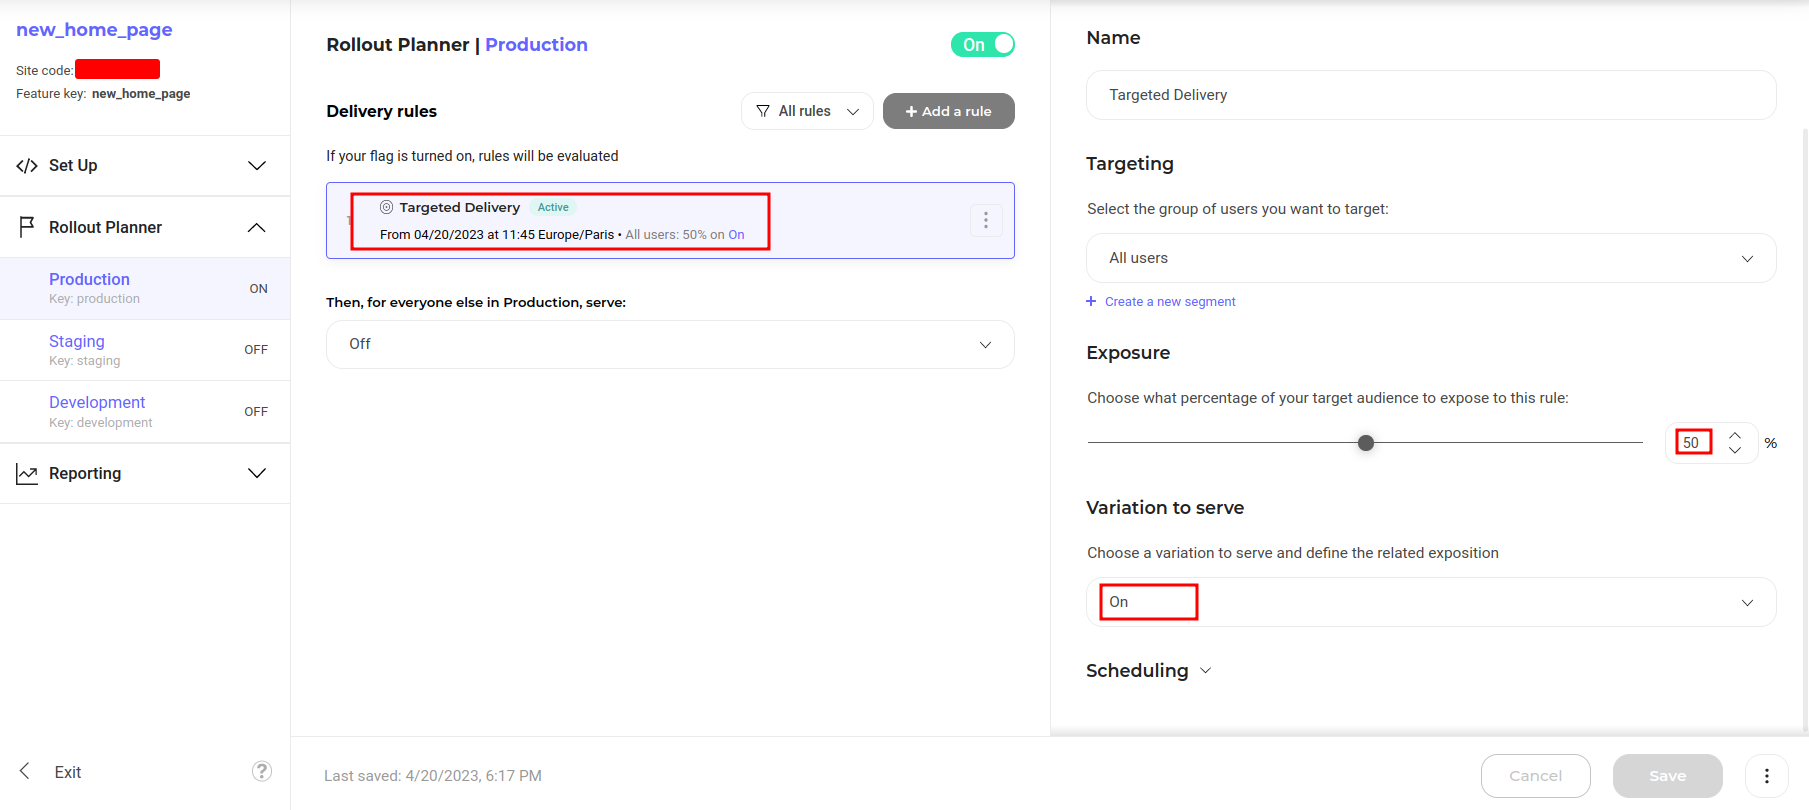 new_home_page
Site code:
Feature key: new_home_page
Set Up
Rollout Planner
Production
ON
Key: production
Staging
OFF
Key: staging
Development
OFF
Key: development
Reporting
Exit
?
Rollout Planner | Production
On
Delivery rules
All rules
+ Add a rule
If your flag is turned on, rules will be evaluated
Targeted Delivery Active
From 04/20/2023 at 11:45 Europe/Paris • All users: 50% on On
Then, for everyone else in Production, serve:
Off
Last saved: 4/20/2023, 6:17 PM
Name
Targeted Delivery
Targeting
Select the group of users you want to target:
All users
+ Create a new segment
Exposure
Choose what percentage of your target audience to expose to this rule:
50 %
Variation to serve
Choose a variation to serve and define the related exposition
On
Scheduling
Cancel
Save